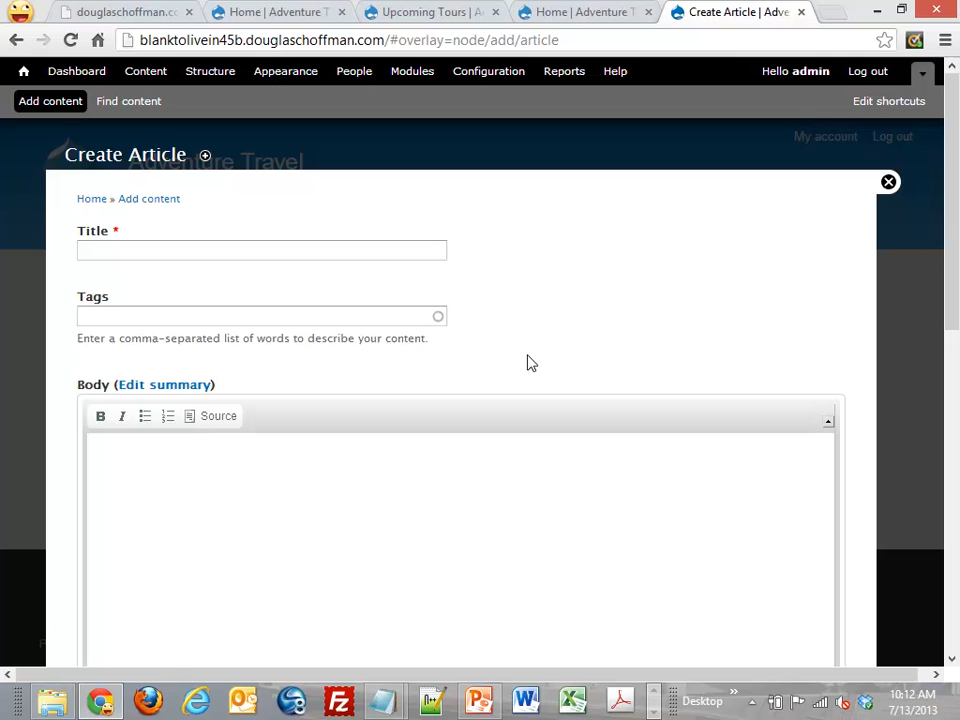 douglaschoffman.co
Home | Adventure T
Upcoming Tours | A
Home | Adventure T
Create Article | Adve
blanktolivein45b.douglaschoffman.com/#overlay=node/add/article
Dashboard Content Structure Appearance People Modules Configuration Reports Help Hello admin Log out
Add content Find content Edit shortcuts
My account Log out
Create Article
Adventure Travel
Home » Add content
Title *
Tags
Enter a comma-separated list of words to describe your content.
Body (Edit summary)
B I Source
Desktop
10:12 AM
7/13/2013